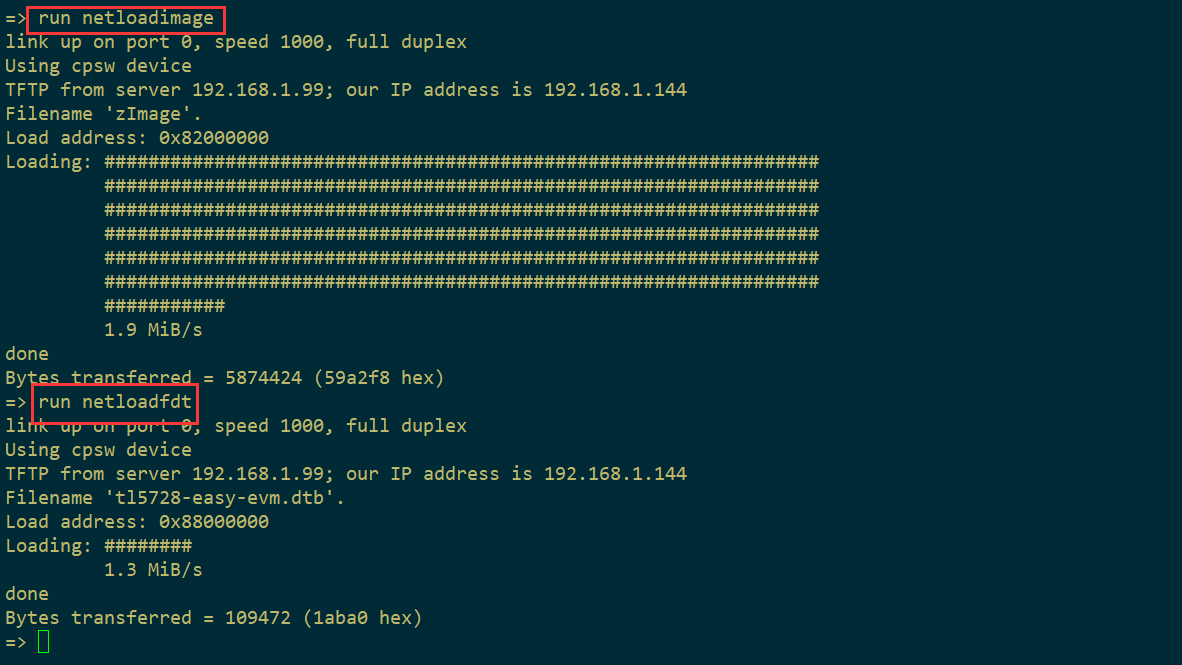 => run netloadimage
link up on port 0, speed 1000, full duplex
Using cpsw device
TFTP from server 192.168.1.99; our IP address is 192.168.1.144
Filename 'zImage'.
Load address: 0x82000000
Loading: #################################################################
#################################################################
#################################################################
#################################################################
#################################################################
#################################################################
###########
1.9 MiB/s
done
Bytes transferred = 5874424 (59a2f8 hex)
=> run netloadfdt
link up on port 0, speed 1000, full duplex
Using cpsw device
TFTP from server 192.168.1.99; our IP address is 192.168.1.144
Filename 'tl5728-easy-evm.dtb'.
Load address: 0x88000000
Loading: ########
1.3 MiB/s
done
Bytes transferred = 109472 (1aba0 hex)
=>